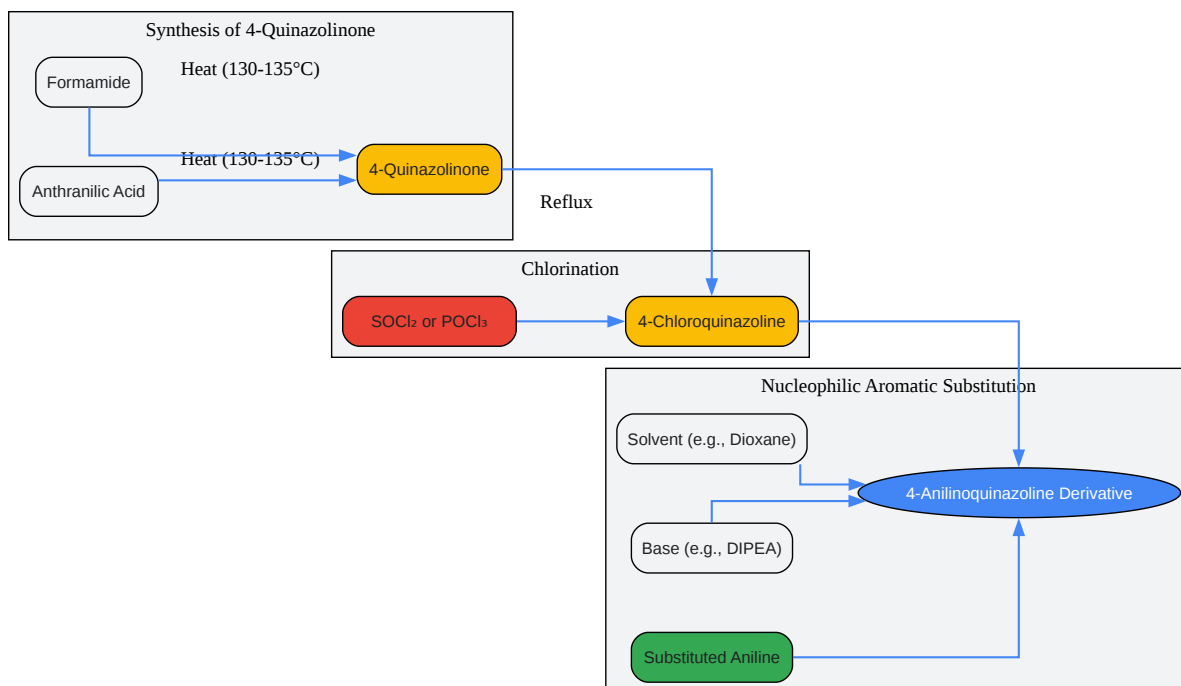 Synthesis of 4-Quinazolinone
Heat (130-135°C)
Formamide
Heat (130-135°C)
4-Quinazolinone
Anthranilic Acid
Reflux
Chlorination
SOCl₂ or POCl₃
4-Chloroquinazoline
Nucleophilic Aromatic Substitution
Solvent (e.g., Dioxane)
4-Anilinoquinazoline Derivative
Base (e.g., DIPEA)
Substituted Aniline